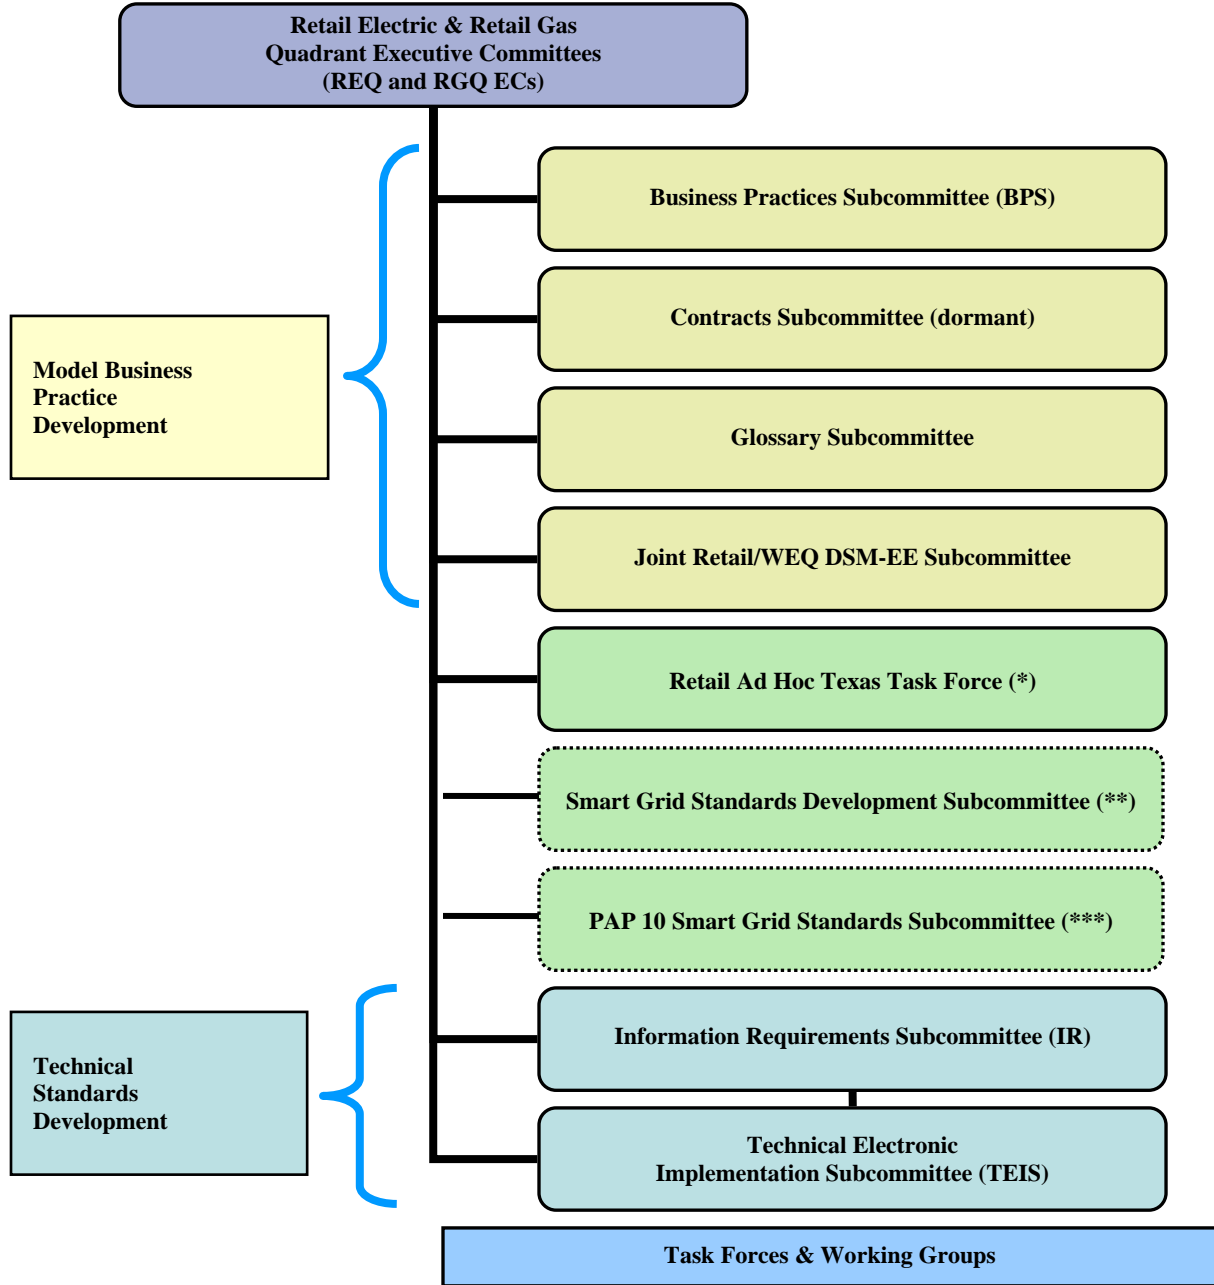 Retail Electric & Retail Gas
Quadrant Executive Committees
(REQ and RGQ ECs)
Business Practices Subcommittee (BPS)
Contracts Subcommittee (dormant)
Model Business
Practice
Development
Glossary Subcommittee
Joint Retail/WEQ DSM-EE Subcommittee
Retail Ad Hoc Texas Task Force (*)
Smart Grid Standards Development Subcommittee (**)
PAP 10 Smart Grid Standards Subcommittee (***)
Information Requirements Subcommittee (IR)
Technical
Standards
Development
Technical Electronic
Implementation Subcommittee (TEIS)
Task Forces & Working Groups